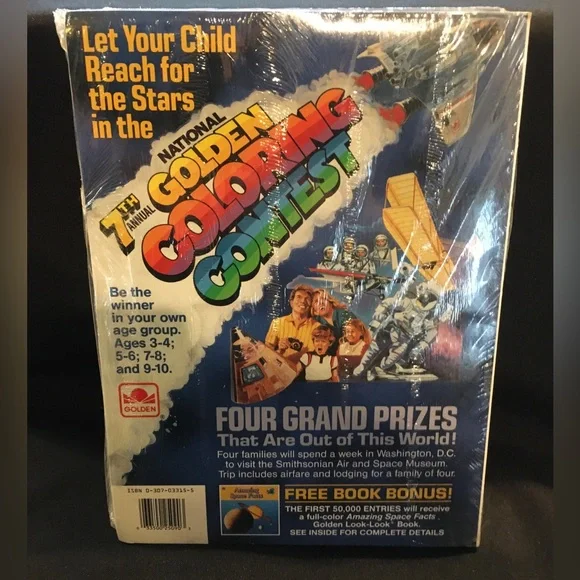 Let Your Child
Reach for
the Stars
in the
7TH
ANNUAL
NATIONAL
GOLDEN
COLORING
CONTEST
Be the
winner
in your own
age group.
Ages 3-4;
5-6; 7-8;
and 9-10.
GOLDEN®
FOUR GRAND PRIZES
That Are Out of This World!
Four families will spend a week in Washington, D.C.
to visit the Smithsonian Air and Space Museum.
Trip includes airfare and lodging for a family of four.
ISBN 0-307-03315-5
Amazing
Space Facts
FREE BOOK BONUS!
THE FIRST 50,000 ENTRIES will receive
a full-color Amazing Space Facts
Golden Look-Look® Book.
SEE INSIDE FOR COMPLETE DETAILS